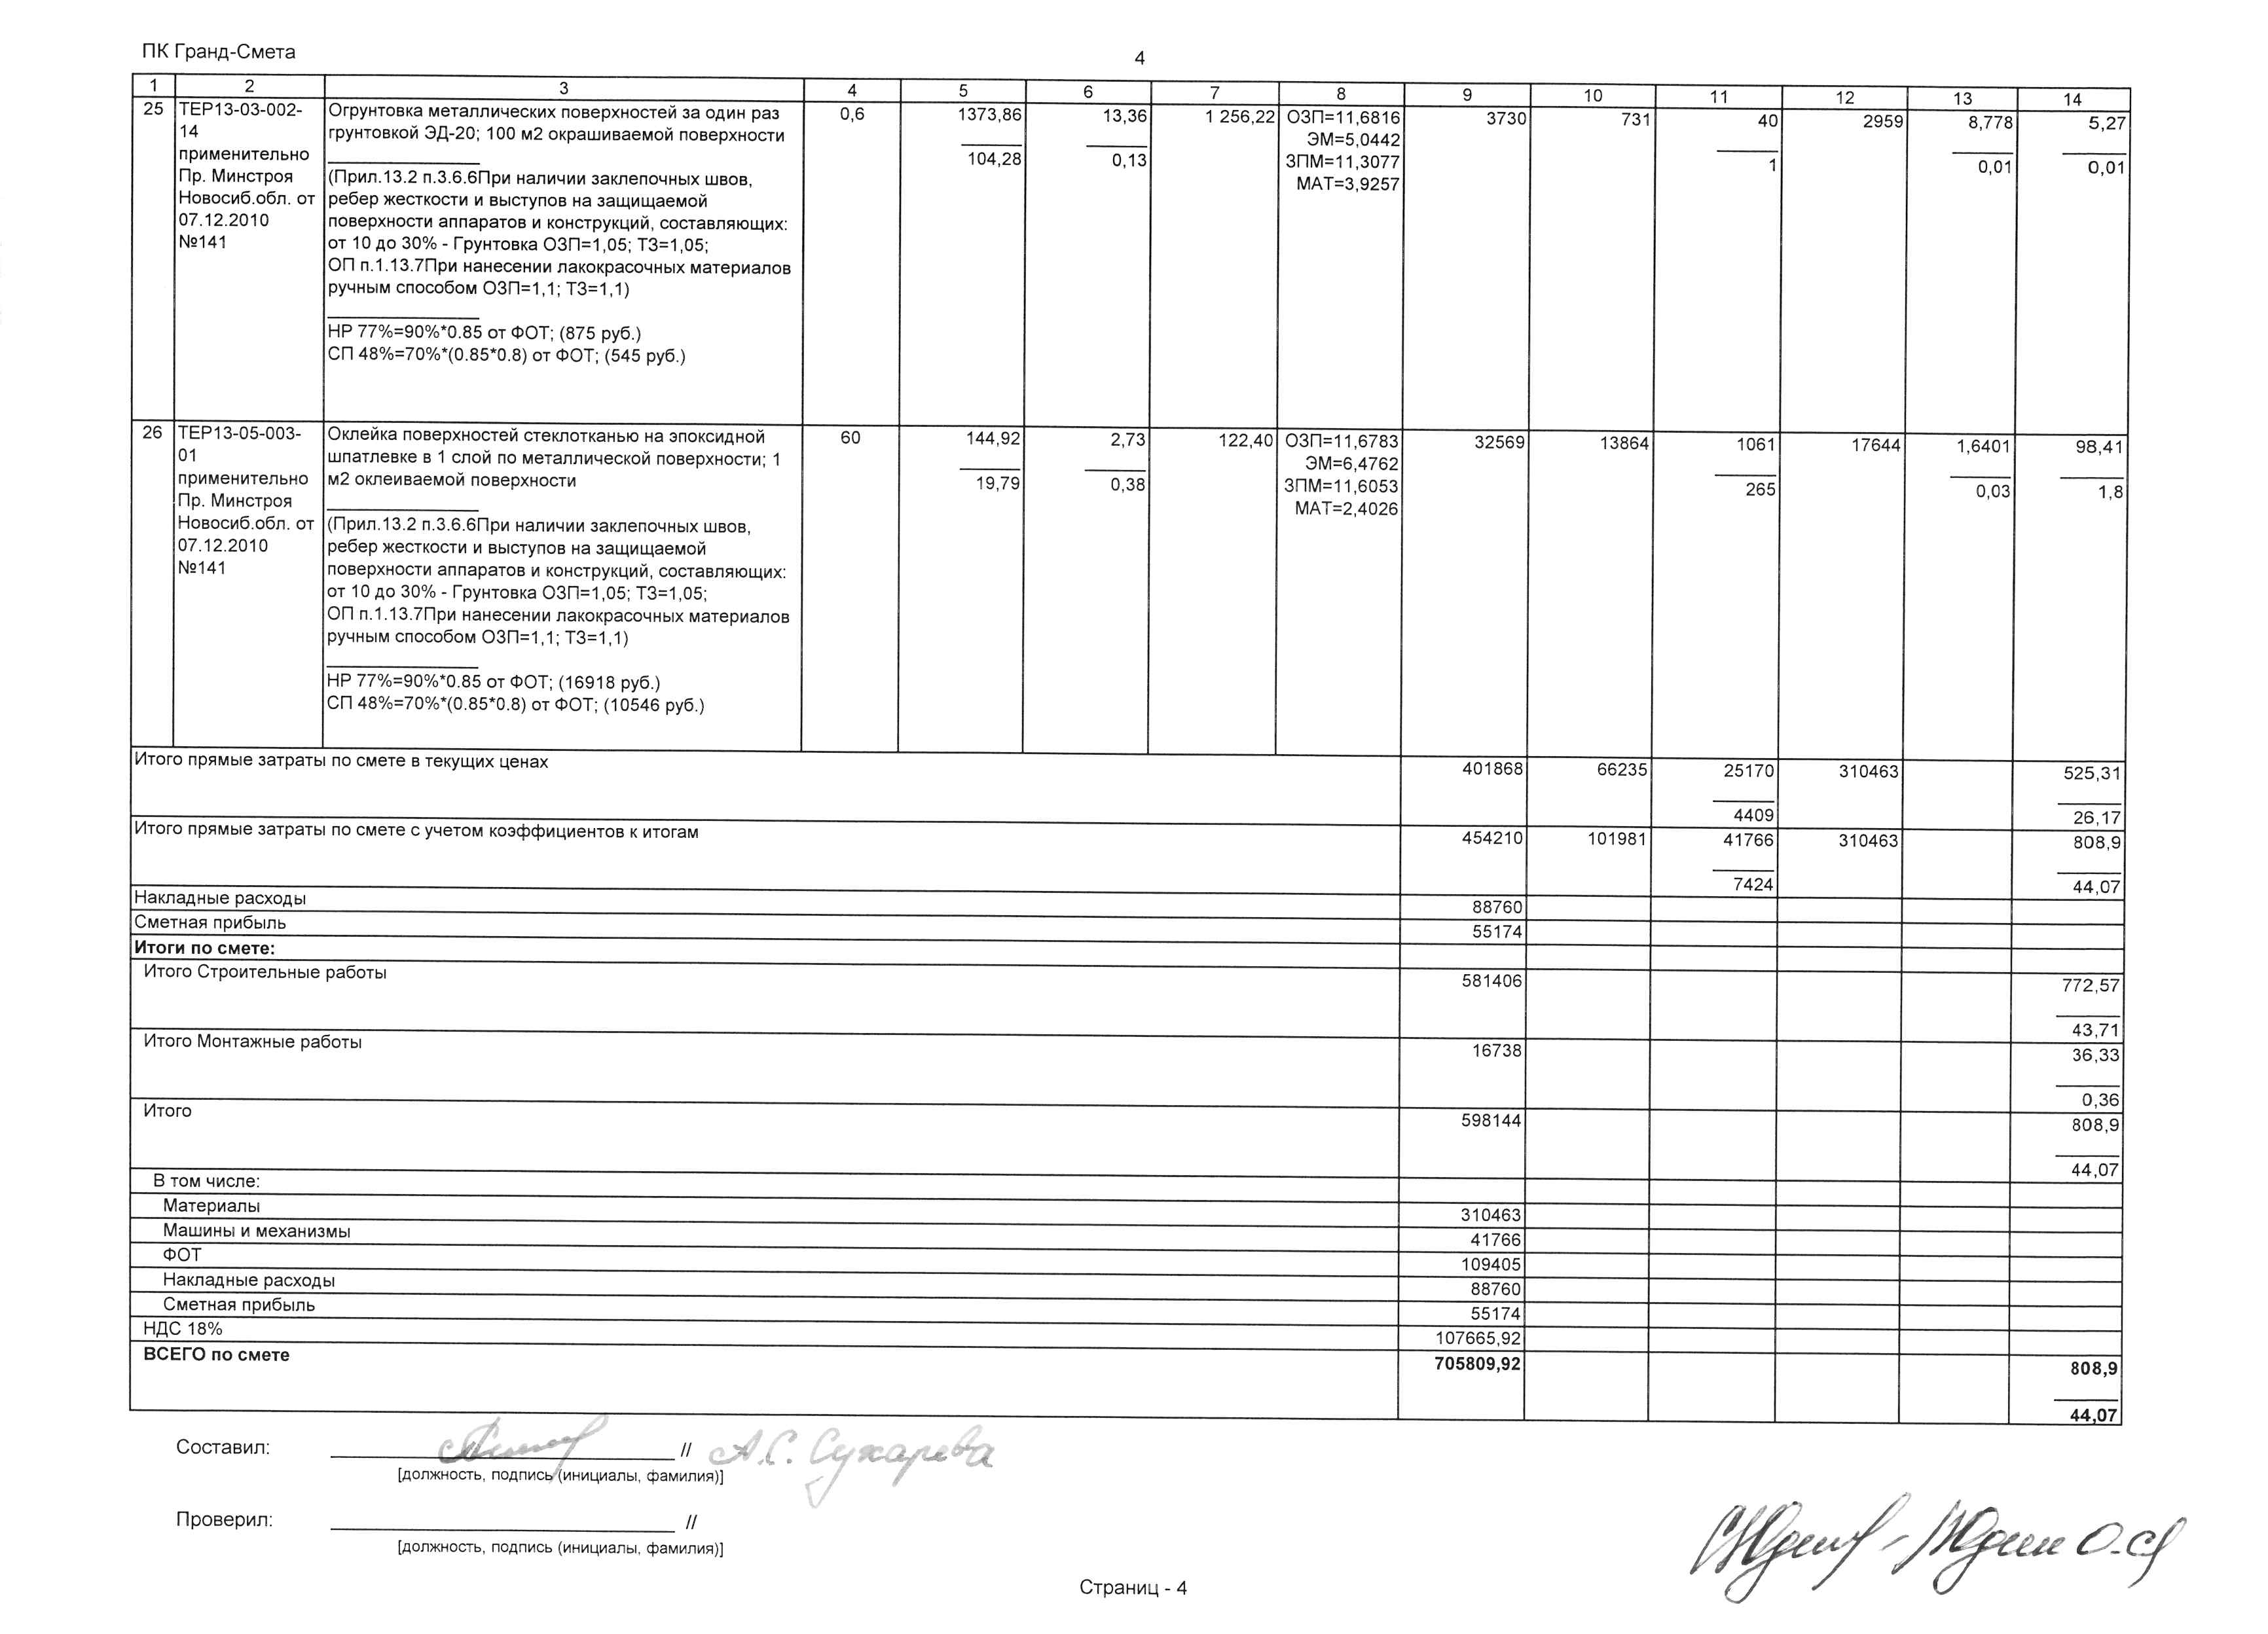 ПК Гранд-Смета
4
1 2 3 4 5 6 7 8 9 10 11 12 13 14
25 ТЕР13-03-002- Огрунтовка металлических поверхностей за один раз 0,6 1373,86 13,36 1 256,22 ОЗП=11,6816 3730 731 40 2959 8,778 5,27
14 грунтовкой ЭД-20; 100 м2 окрашиваемой поверхности ЭМ=5,0442
применительно 104,28 0,13 ЗПМ=11,3077 1 0,01 0,01
Пр. Минстроя (Прил.13.2 п.3.6.6При наличии заклепочных швов, МАТ=3,9257
Новосиб.обл. от ребер жесткости и выступов на защищаемой
07.12.2010 поверхности аппаратов и конструкций, составляющих:
№141 от 10 до 30% - Грунтовка ОЗП=1,05; ТЗ=1,05;
ОП п.1.13.7При нанесении лакокрасочных материалов
ручным способом ОЗП=1,1; ТЗ=1,1)
НР 77%=90%*0.85 от ФОТ; (875 руб.)
СП 48%=70%*(0.85*0.8) от ФОТ; (545 руб.)
26 ТЕР13-05-003- Оклейка поверхностей стеклотканью на эпоксидной 60 144,92 2,73 122,40 ОЗП=11,6783 32569 13864 1061 17644 1,6401 98,41
01 шпатлевке в 1 слой по металлической поверхности; 1 ЭМ=6,4762
применительно м2 оклеиваемой поверхности 19,79 0,38 ЗПМ=11,6053 265 0,03 1,8
Пр. Минстроя МАТ=2,4026
Новосиб.обл. от (Прил.13.2 п.3.6.6При наличии заклепочных швов,
07.12.2010 ребер жесткости и выступов на защищаемой
№141 поверхности аппаратов и конструкций, составляющих:
от 10 до 30% - Грунтовка ОЗП=1,05; ТЗ=1,05;
ОП п.1.13.7При нанесении лакокрасочных материалов
ручным способом ОЗП=1,1; ТЗ=1,1)
НР 77%=90%*0.85 от ФОТ; (16918 руб.)
СП 48%=70%*(0.85*0.8) от ФОТ; (10546 руб.)
Итого прямые затраты по смете в текущих ценах 401868 66235 25170 310463 525,31
4409 26,17
Итого прямые затраты по смете с учетом коэффициентов к итогам 454210 101981 41766 310463 808,9
7424 44,07
Накладные расходы 88760
Сметная прибыль 55174
Итоги по смете:
Итого Строительные работы 581406 772,57
43,71
Итого Монтажные работы 16738 36,33
0,36
Итого 598144 808,9
44,07
В том числе:
Материалы 310463
Машины и механизмы 41766
ФОТ 109405
Накладные расходы 88760
Сметная прибыль 55174
НДС 18% 107665,92
ВСЕГО по смете 705809,92 808,9
44,07
Составил: // А.С. Сухарева
[должность, подпись (инициалы, фамилия)]
Проверил: //
[должность, подпись (инициалы, фамилия)]
Страниц - 4